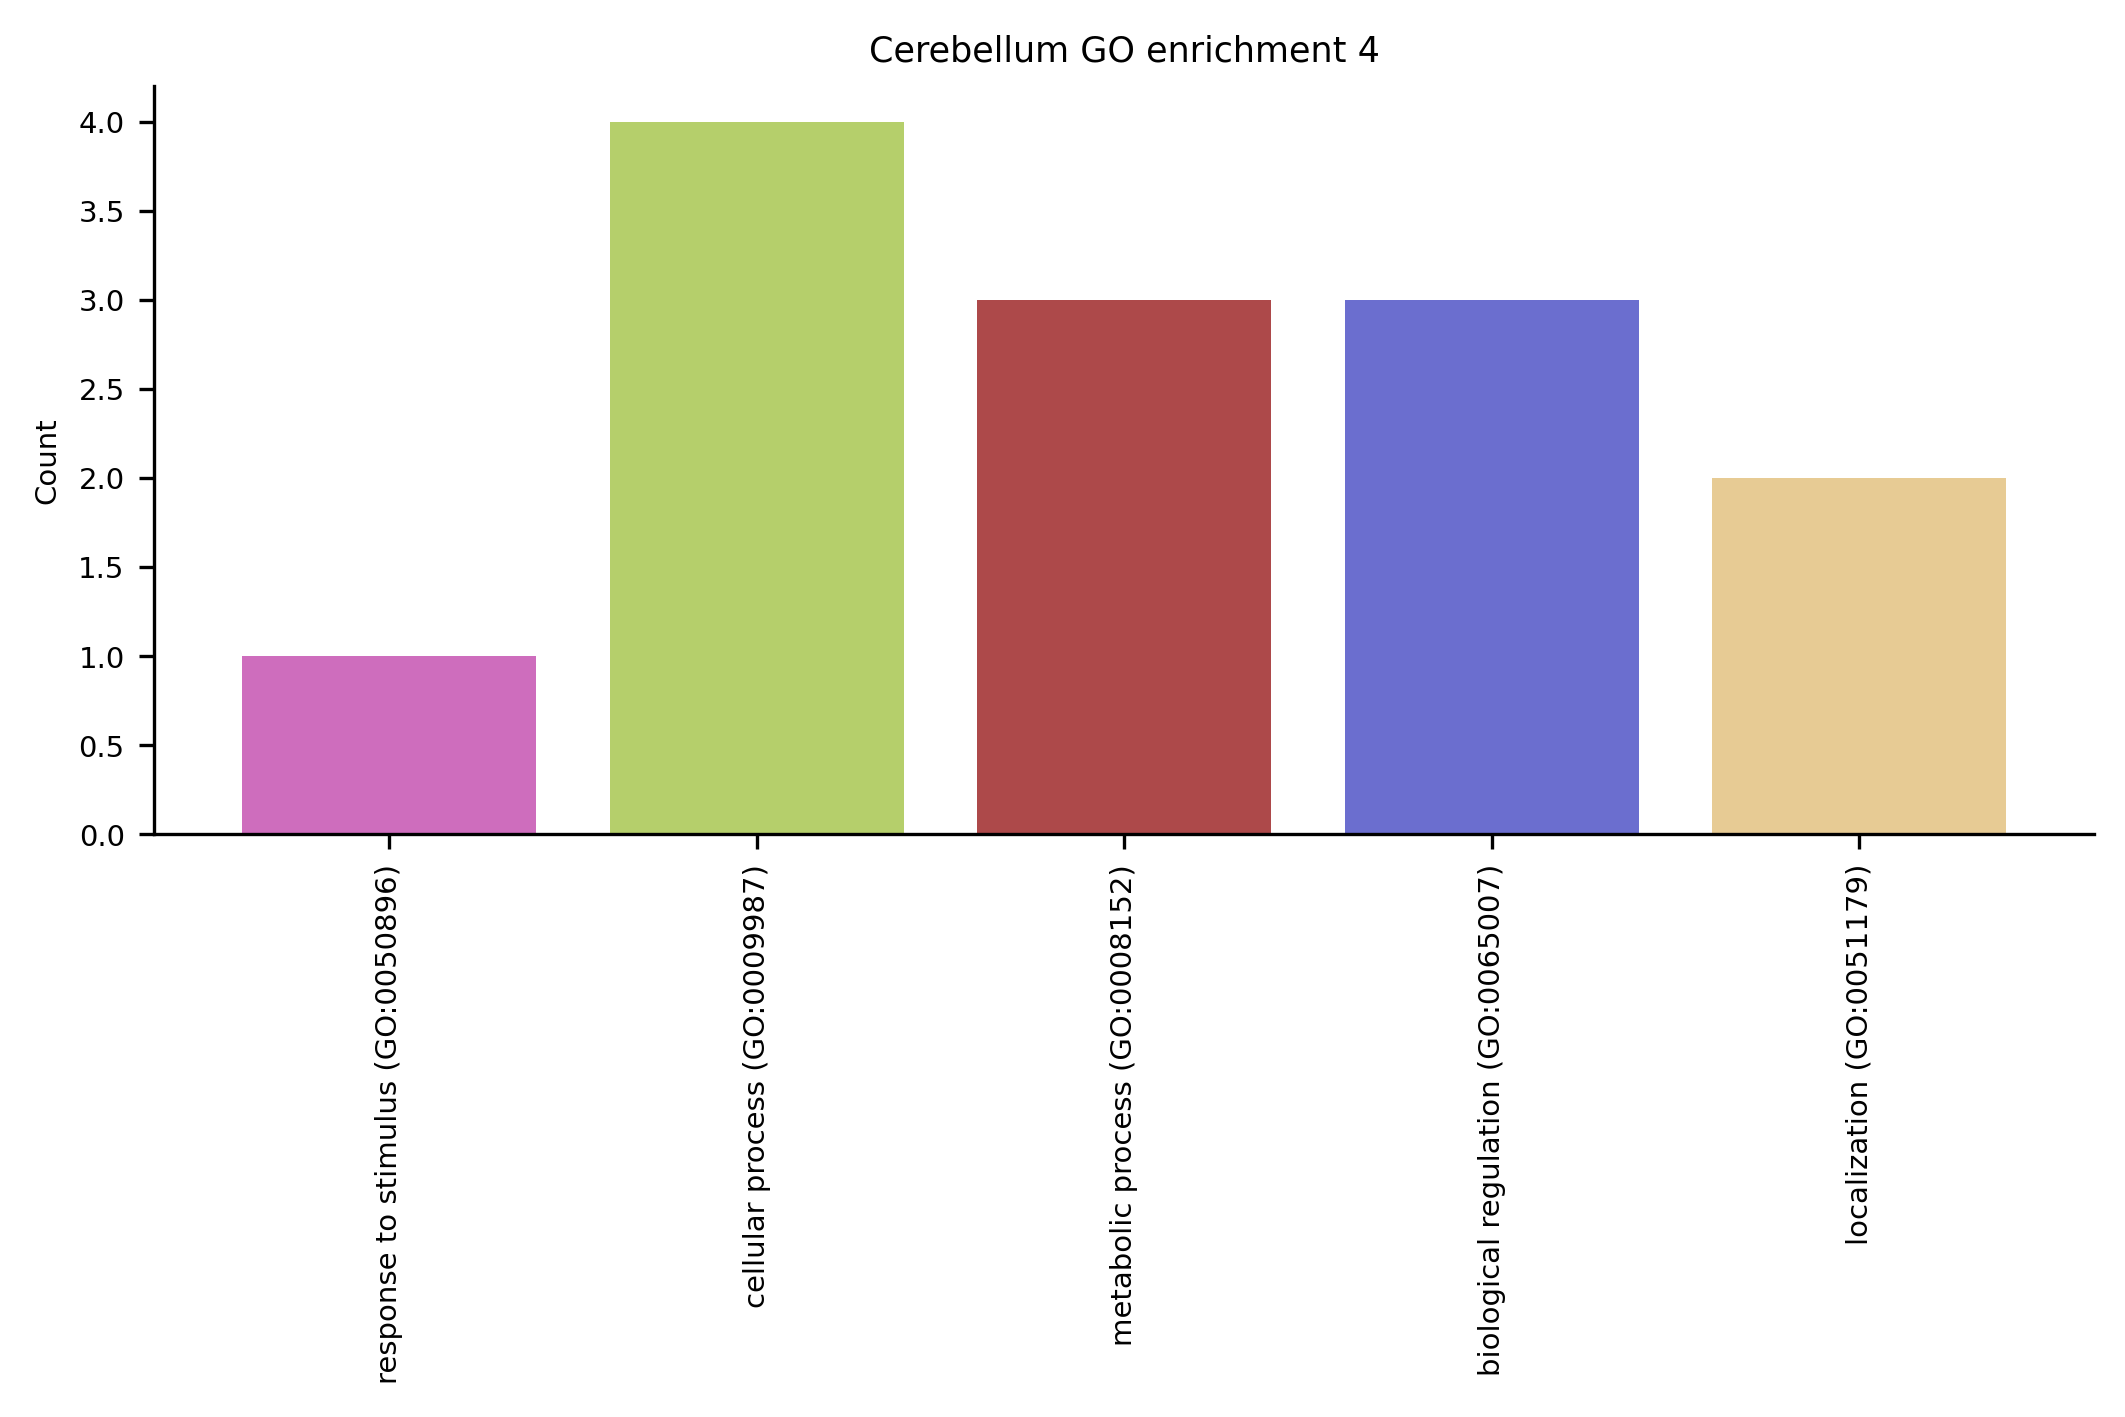 Cerebellum GO enrichment 4
Count
4.0
3.5
3.0
2.5
2.0
1.5
1.0
0.5
0.0
response to stimulus (GO:0050896)
cellular process (GO:0009987)
metabolic process (GO:0008152)
biological regulation (GO:0065007)
localization (GO:0051179)